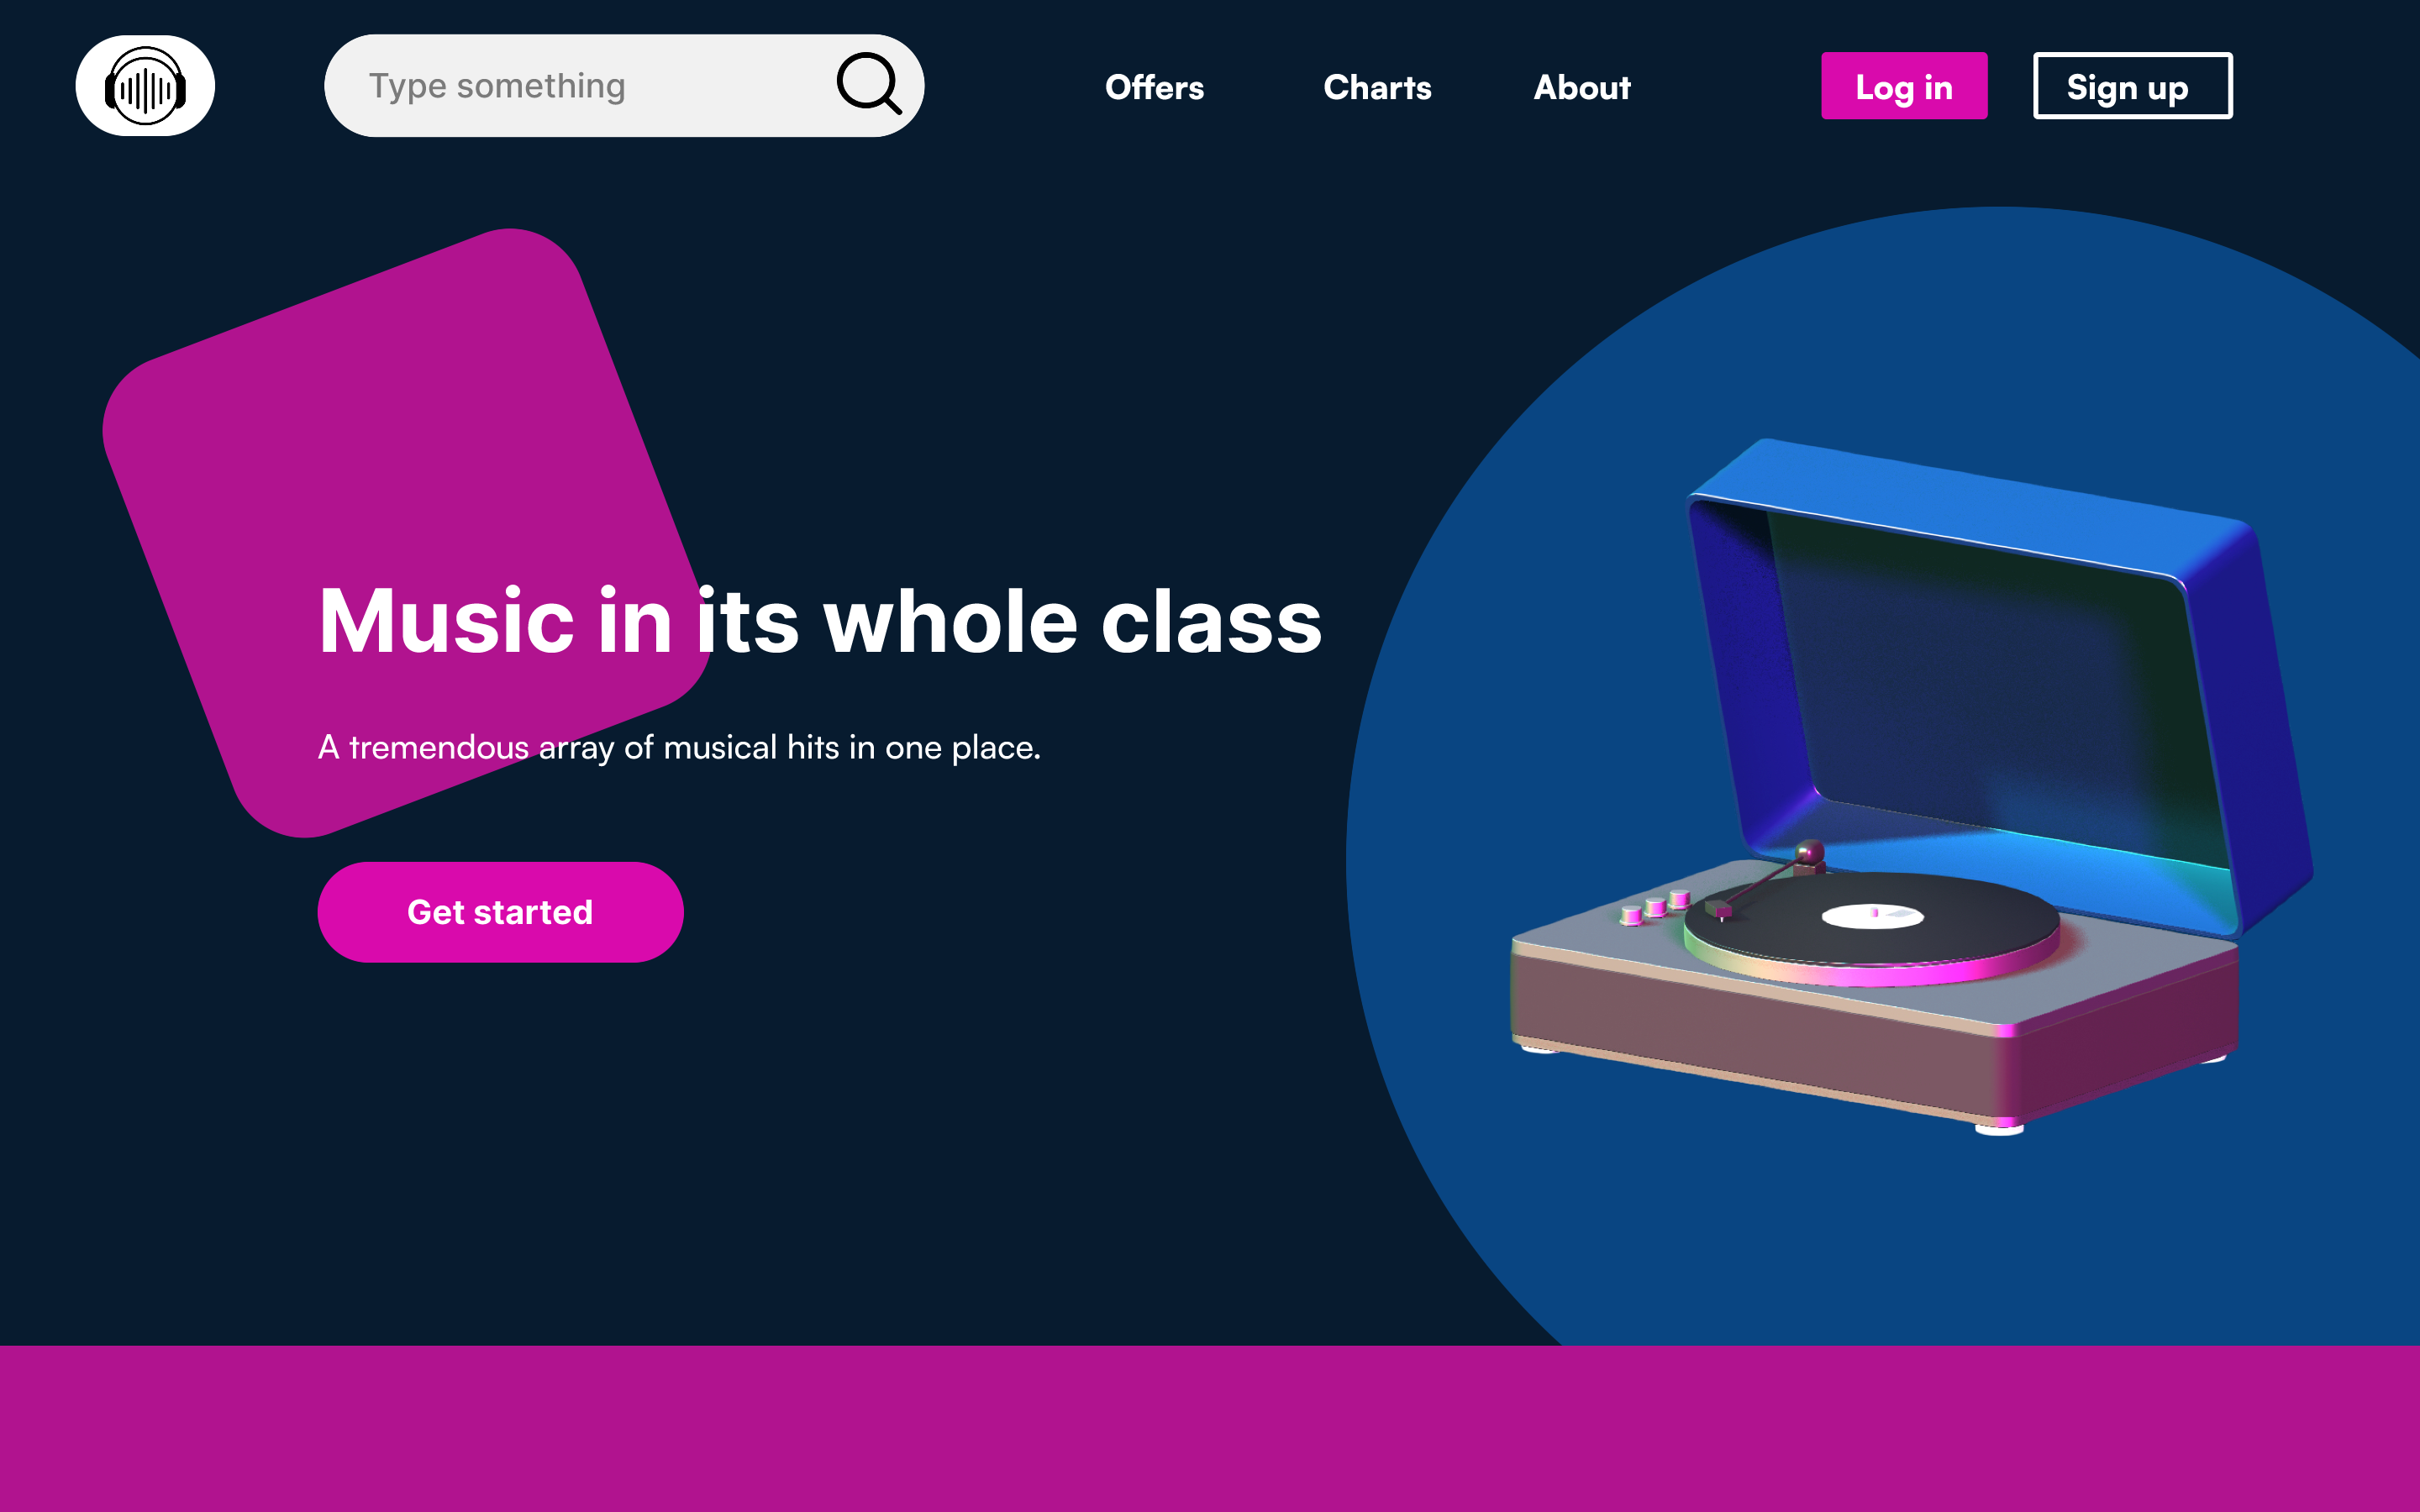 Type something
Offers
Charts
About
Log in
Sign up
Music in its whole class
A tremendous array of musical hits in one place.
Get started